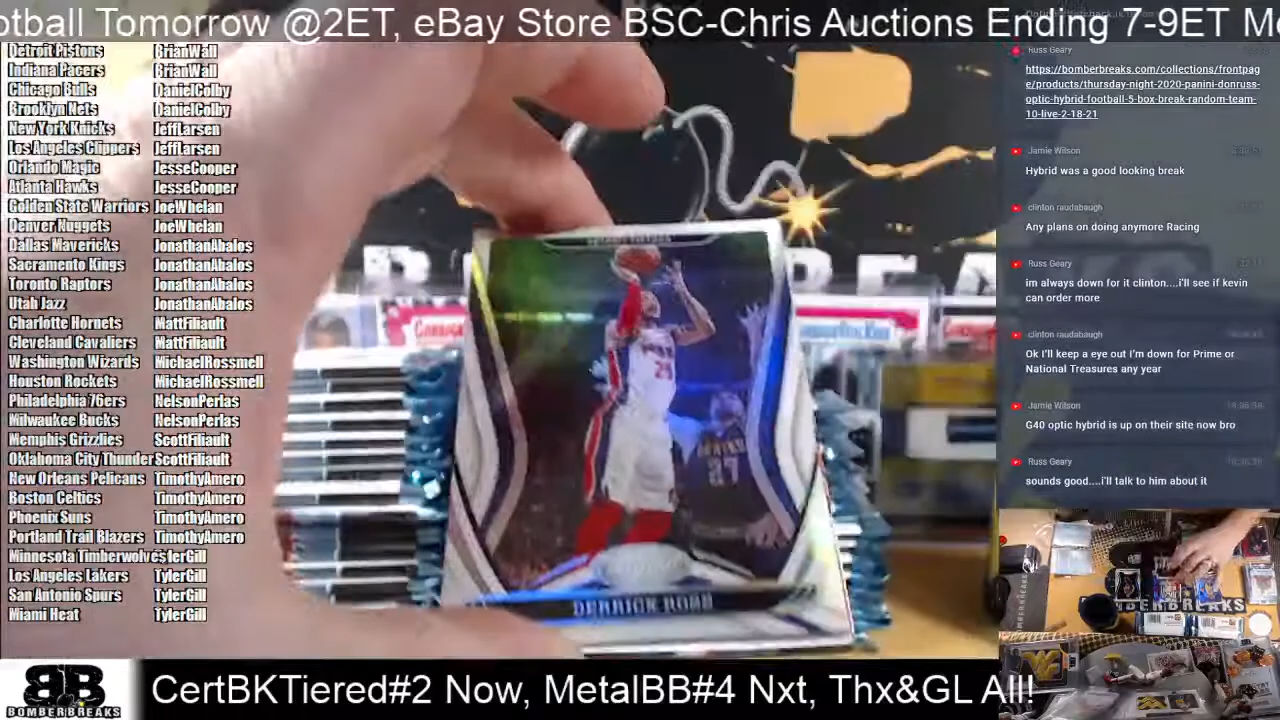 otball Tomorrow @2ET, eBay Store BSC-Chris Auctions Ending 7-9ET Mo
Detroit Pistons BrianWall
Indiana Pacers BrianWall
Chicago Bulls DanielColby
Brooklyn Nets DanielColby
New York Knicks JeffLarsen
Los Angeles Clippers JeffLarsen
Orlando Magic JesseCooper
Atlanta Hawks JesseCooper
Golden State Warriors JoeWhelan
Denver Nuggets JoeWhelan
Dallas Mavericks JonathanAbalos
Sacramento Kings JonathanAbalos
Toronto Raptors JonathanAbalos
Utah Jazz JonathanAbalos
Charlotte Hornets MattFiliault
Cleveland Cavaliers MattFiliault
Washington Wizards MichaelRossmell
Houston Rockets MichaelRossmell
Philadelphia 76ers NelsonPerlas
Milwaukee Bucks NelsonPerlas
Memphis Grizzlies ScottFiliault
Oklahoma City Thunder ScottFiliault
New Orleans Pelicans TimothyAmero
Boston Celtics TimothyAmero
Phoenix Suns TimothyAmero
Portland Trail Blazers TimothyAmero
Minnesota Timberwolves TylerGill
Los Angeles Lakers TylerGill
San Antonio Spurs TylerGill
Miami Heat TylerGill
25
37
DERRICK ROSE
Russ Geary
https://bomberbreaks.com/collections/frontpag
e/products/thursday-night-2020-panini-donruss-
optic-hybrid-football-5-box-break-random-team-
10-live-2-18-21
Jamie Wilson
Hybrid was a good looking break
clinton raudabaugh
Any plans on doing anymore Racing
Russ Geary
im always down for it clinton....i'll see if kevin
can order more
clinton raudabaugh
Ok I'll keep a eye out I'm down for Prime or
National Treasures any year
Jamie Wilson
G40 optic hybrid is up on their site now bro
Russ Geary
sounds good....i'll talk to him about it
BB
BOMBERBREAKS
CertBKTiered#2 Now, MetalBB#4 Nxt, Thx&GL All!